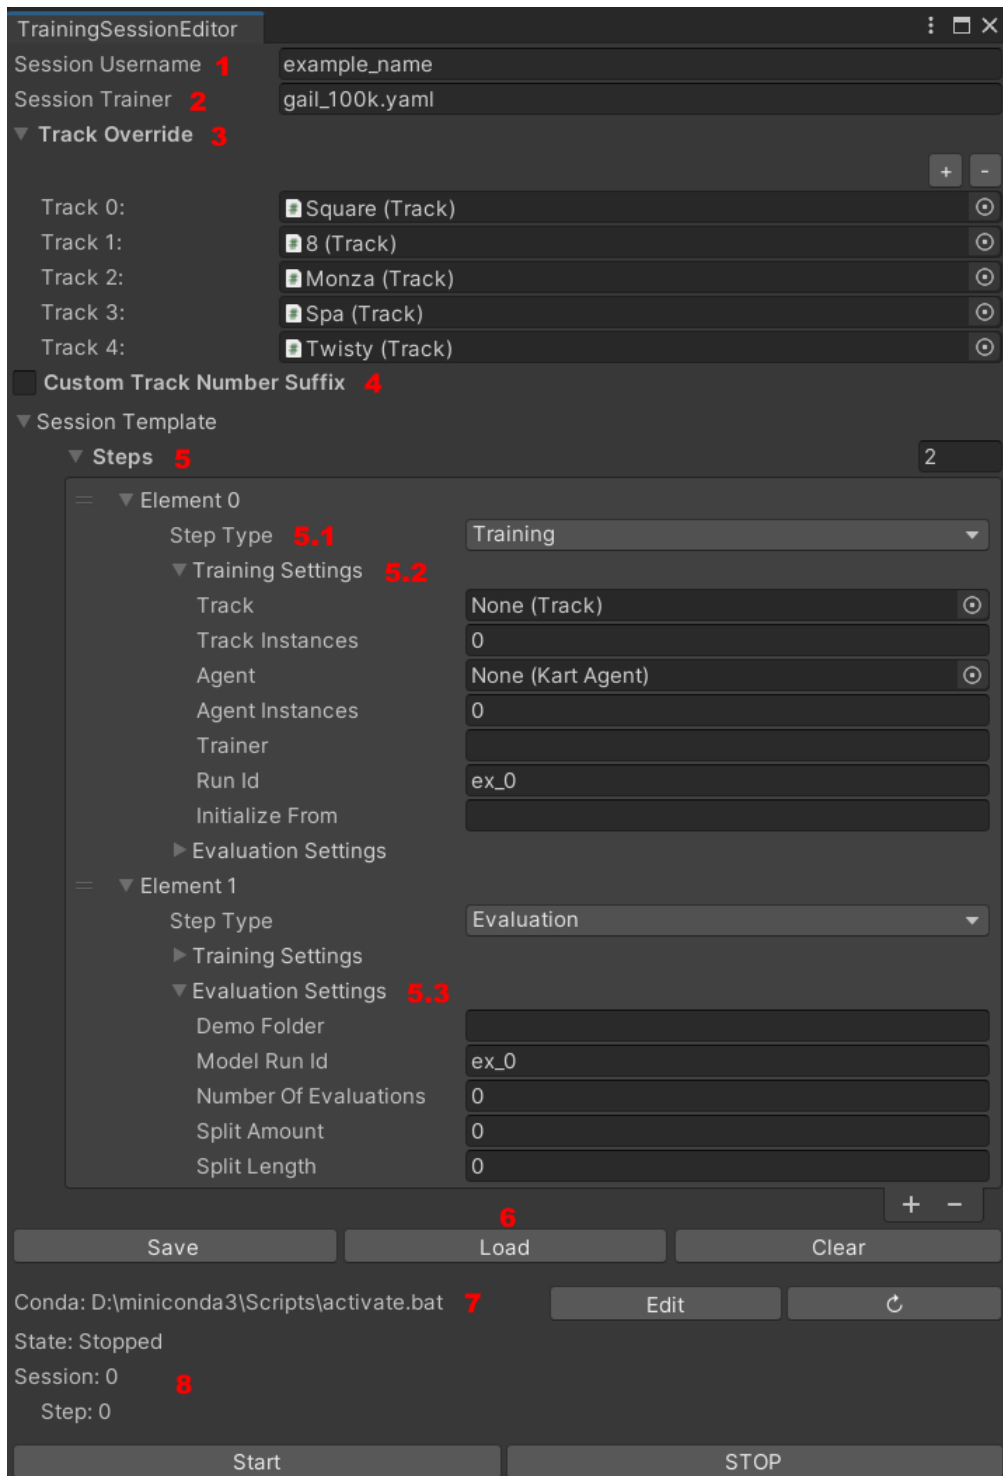 TrainingSessionEditor
Session Username 1 example_name
Session Trainer 2 gail_100k.yaml
Track Override 3
+ -
Track 0: Square (Track)
Track 1: 8 (Track)
Track 2: Monza (Track)
Track 3: Spa (Track)
Track 4: Twisty (Track)
Custom Track Number Suffix 4
Session Template
Steps 5 2
Element 0
Step Type 5.1 Training
Training Settings 5.2
Track None (Track)
Track Instances 0
Agent None (Kart Agent)
Agent Instances 0
Trainer
Run Id ex_0
Initialize From
Evaluation Settings
Element 1
Step Type Evaluation
Training Settings
Evaluation Settings 5.3
Demo Folder
Model Run Id ex_0
Number Of Evaluations 0
Split Amount 0
Split Length 0
+ -
6
Save Load Clear
Conda: D:\miniconda3\Scripts\activate.bat 7 Edit
State: Stopped
Session: 0
8
Step: 0
Start STOP